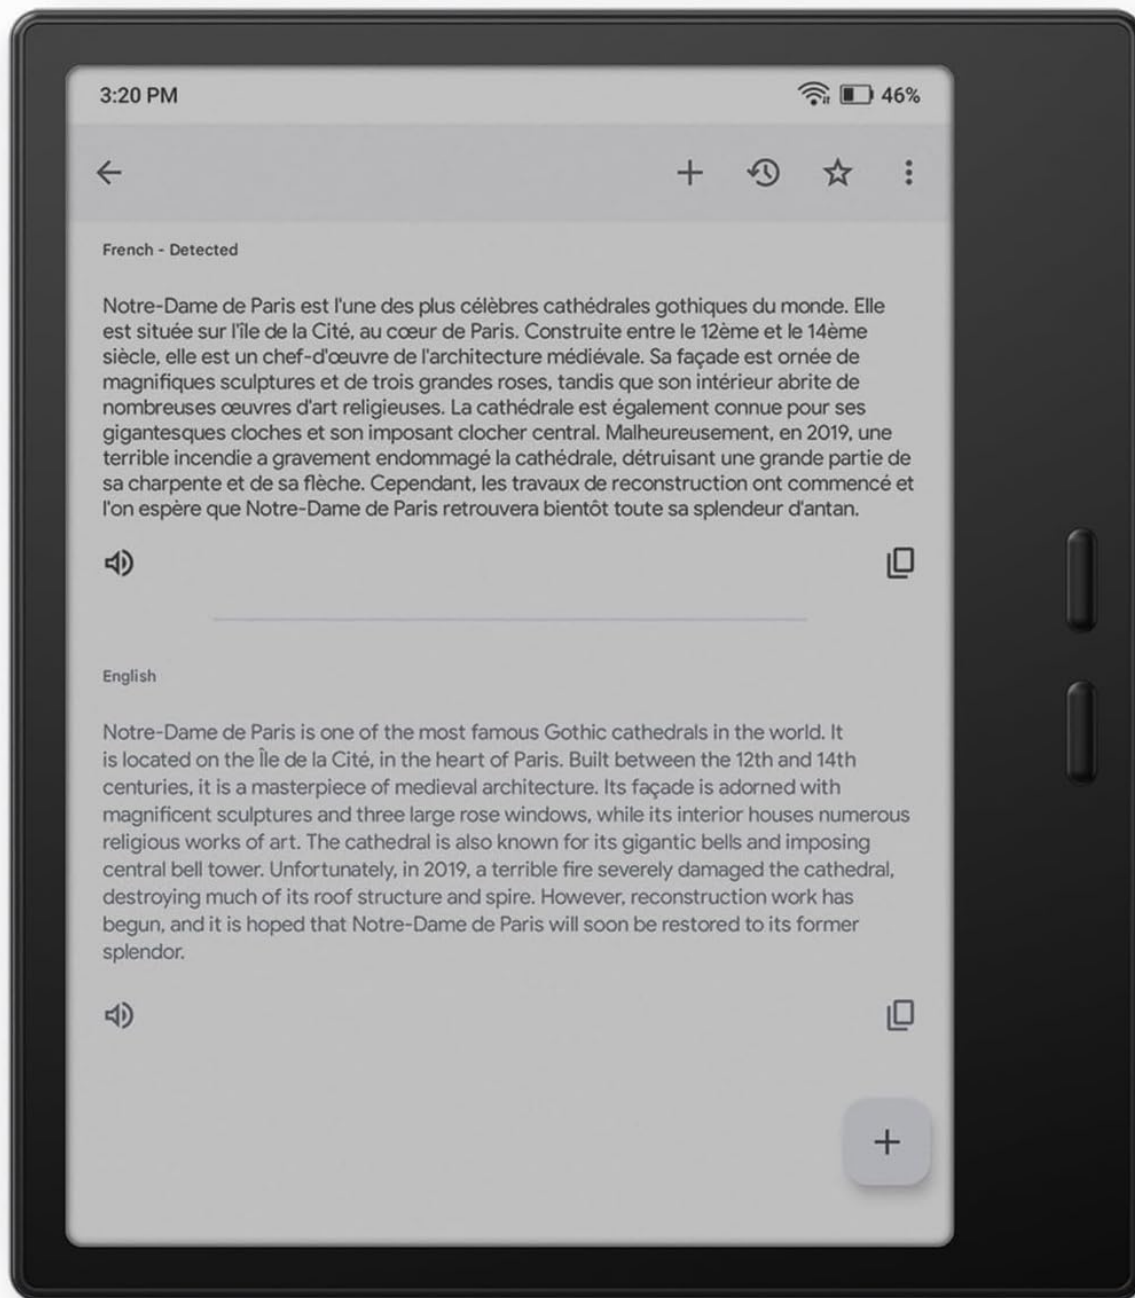 3:20 PM
46%
French - Detected
Notre-Dame de Paris est l'une des plus célèbres cathédrales gothiques du monde. Elle
est située sur l'île de la Cité, au cœur de Paris. Construite entre le 12ème et le 14ème
siècle, elle est un chef-d'œuvre de l'architecture médiévale. Sa façade est ornée de
magnifiques sculptures et de trois grandes roses, tandis que son intérieur abrite de
nombreuses œuvres d'art religieuses. La cathédrale est également connue pour ses
gigantesques cloches et son imposant clocher central. Malheureusement, en 2019, une
terrible incendie a gravement endommagé la cathédrale, détruisant une grande partie de
sa charpente et de sa flèche. Cependant, les travaux de reconstruction ont commencé et
l'on espère que Notre-Dame de Paris retrouvera bientôt toute sa splendeur d'antan.
English
Notre-Dame de Paris is one of the most famous Gothic cathedrals in the world. It
is located on the Île de la Cité, in the heart of Paris. Built between the 12th and 14th
centuries, it is a masterpiece of medieval architecture. Its façade is adorned with
magnificent sculptures and three large rose windows, while its interior houses numerous
religious works of art. The cathedral is also known for its gigantic bells and imposing
central bell tower. Unfortunately, in 2019, a terrible fire severely damaged the cathedral,
destroying much of its roof structure and spire. However, reconstruction work has
begun, and it is hoped that Notre-Dame de Paris will soon be restored to its former
splendor.